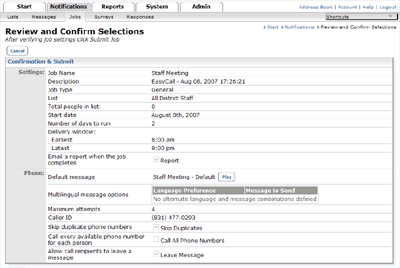 Start Notifications Reports System Admin
Address Book | Account | Help | Logout
Lists Messages Jobs Surveys Responses
Shortcuts
Review and Confirm Selections
> Start > Notifications > Review and Confirm Selections
After verifying job settings click Submit Job
Cancel
Confirmation & Submit
Settings: Job Name Staff Meeting
Description EasyCall - Aug 08, 2007 17:26:21
Job Type General
List All District Staff
Total people in list: 0
Start date August 8th, 2007
Number of days to run 2
Delivery window:
Earliest 8:00 am
Latest 9:00 pm
Email a report when the job completes Report
Phone: Default message Staff Meeting - Default Play
Multilingual message options Language Preference Message to Send
No alternate language and message combinations defined
Maximum attempts 4
Caller ID (831) 477-0203
Skip duplicate phone numbers Skip Duplicates
Call every available phone number for each person Call All Phone Numbers
Allow call recipients to leave a message Leave Message